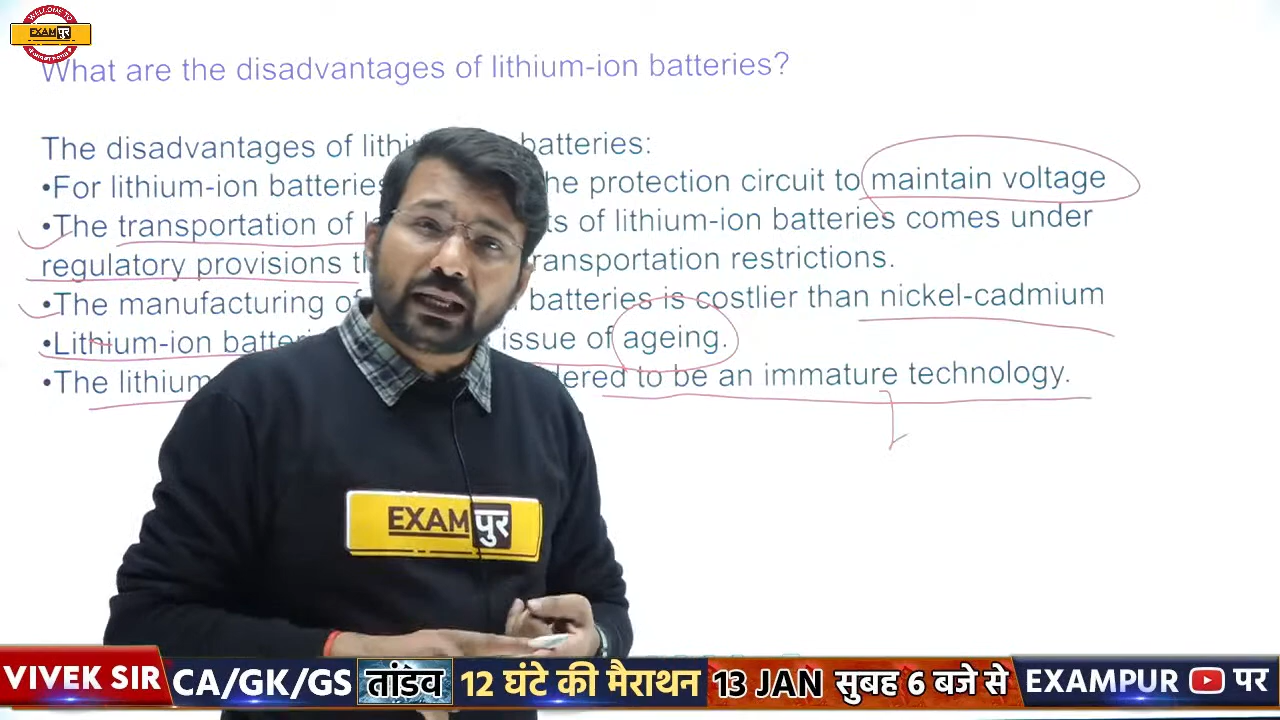 WELCOME TO
EXAMपुर
What are the disadvantages of lithium-ion batteries?
The disadvantages of batteries:
•For lithium-ion batteries he protection circuit to maintain voltage
•The transportation of ts of lithium-ion batteries comes under
regulatory provisions ransportation restrictions.
•The manufacturing of batteries is costlier than nickel-cadmium
•Lithium-ion issue of ageing.
•The lithium dered to be an immature technology.
EXAMपुर
VIVEK SIR CA/GK/GS तांडव 12 घंटे की मैराथन 13 JAN सुबह 6 बजे से EXAMPUR पर